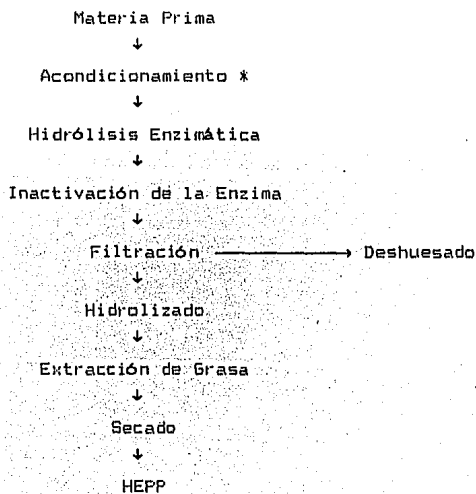 Materia Prima
↓
Acondicionamiento *
↓
Hidrólisis Enzimática
↓
Inactivación de la Enzima
↓
Filtración ⟶ Deshuesado
↓
Hidrolizado
↓
Extracción de Grasa
↓
Secado
↓
HEPP